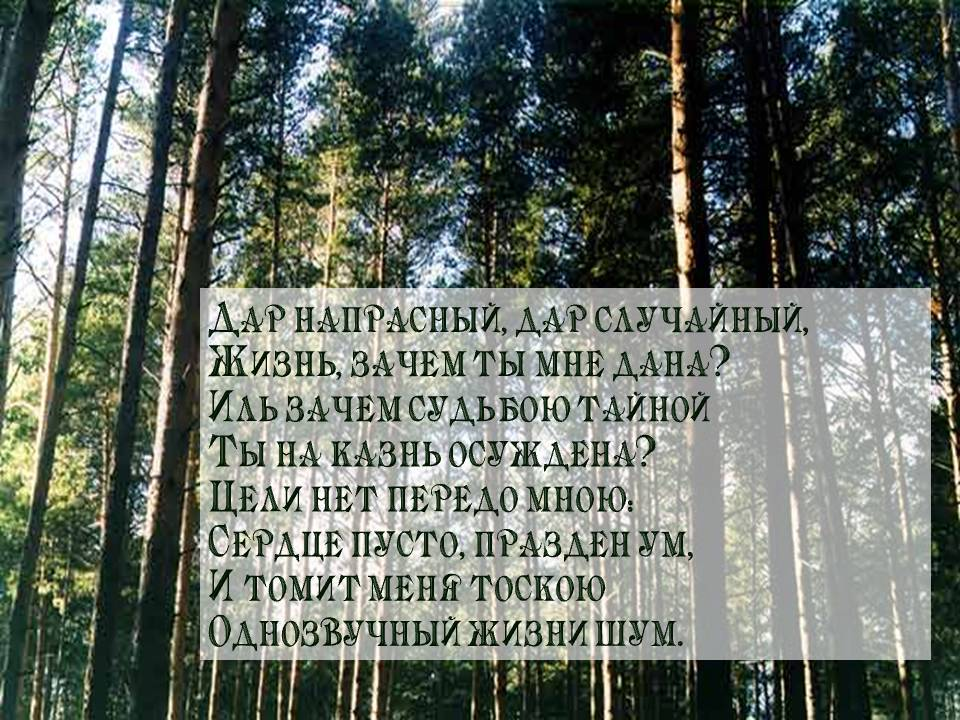 Дар напрасный, дар случайный,
Жизнь, зачем ты мне дана?
Иль зачем судьбою тайной
Ты на казнь осуждена?
Цели нет передо мною:
Сердце пусто, празден ум,
И томит меня тоскою
Однозвучный жизни шум.